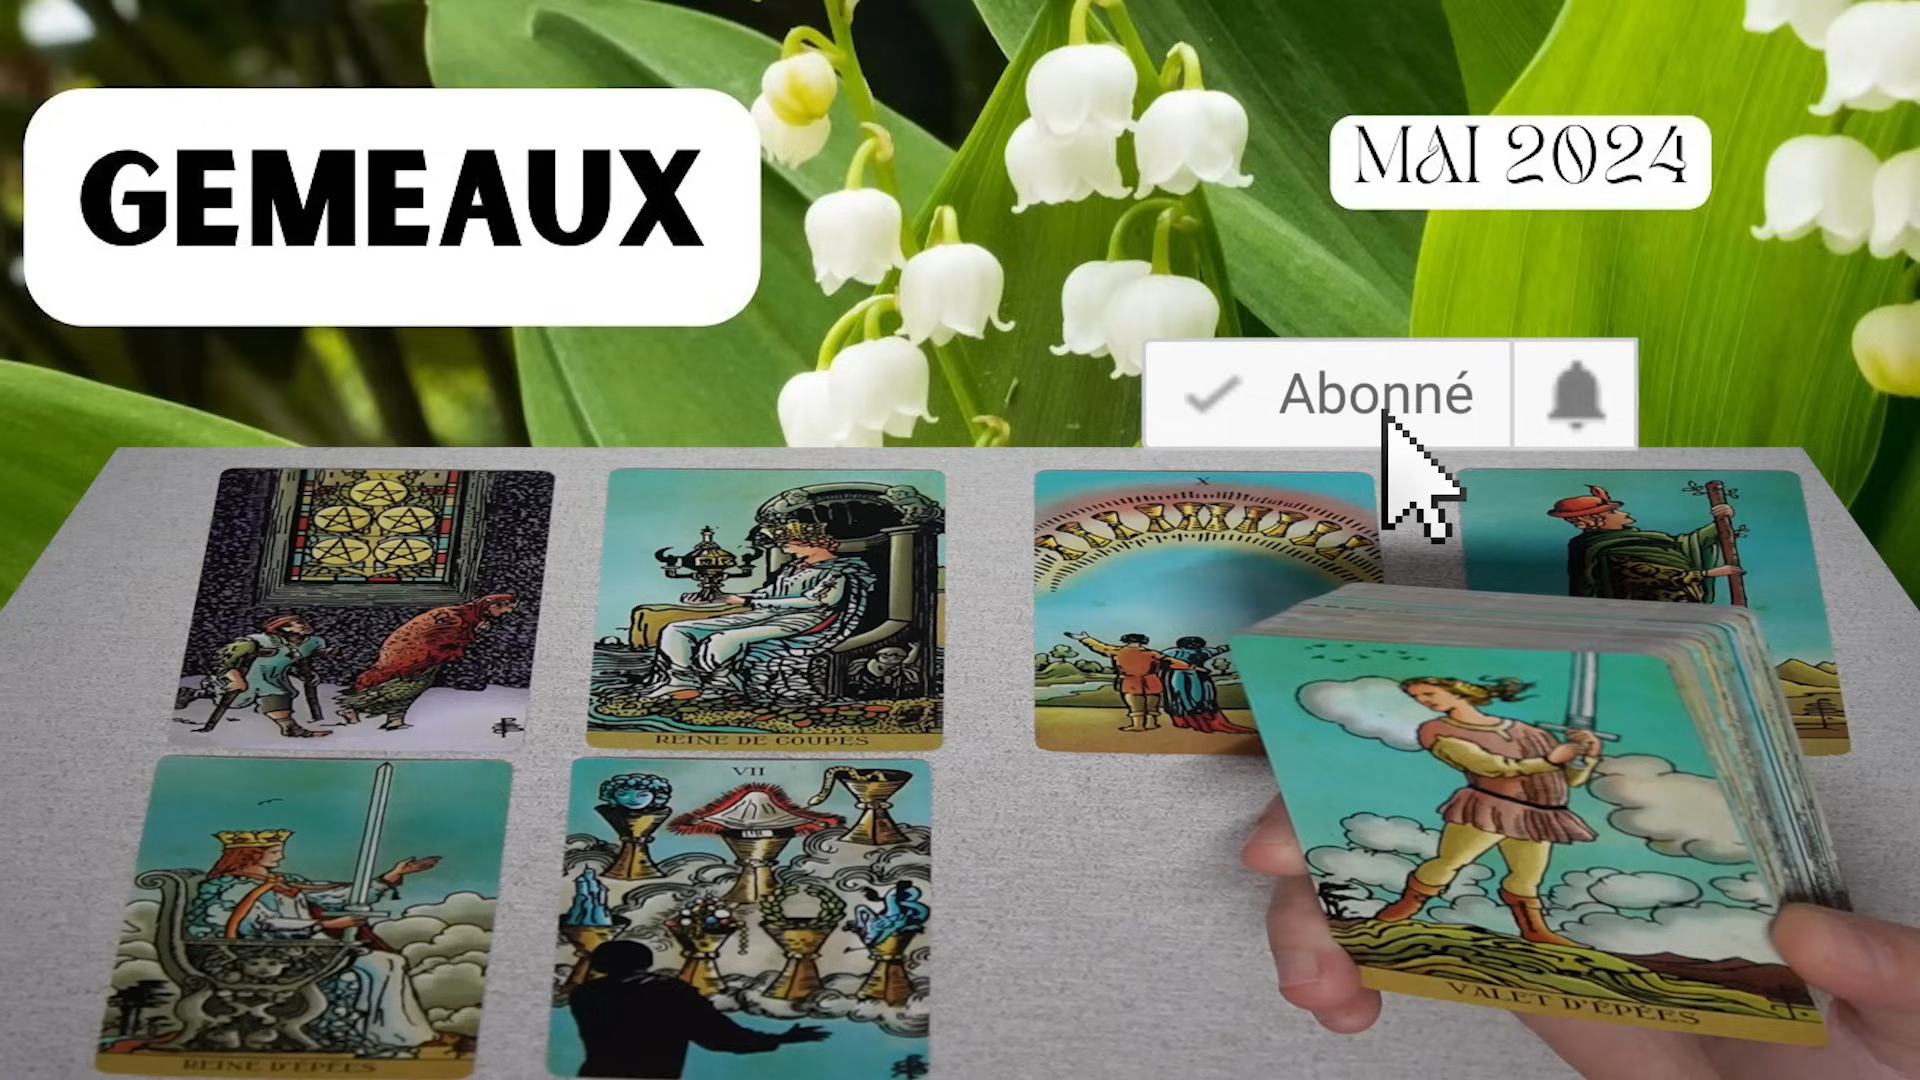 GEMEAUX
MAI 2024
Abonné
X
REINE DE COUPES
VII
VALET D'ÉPÉES
REINE D'ÉPÉES